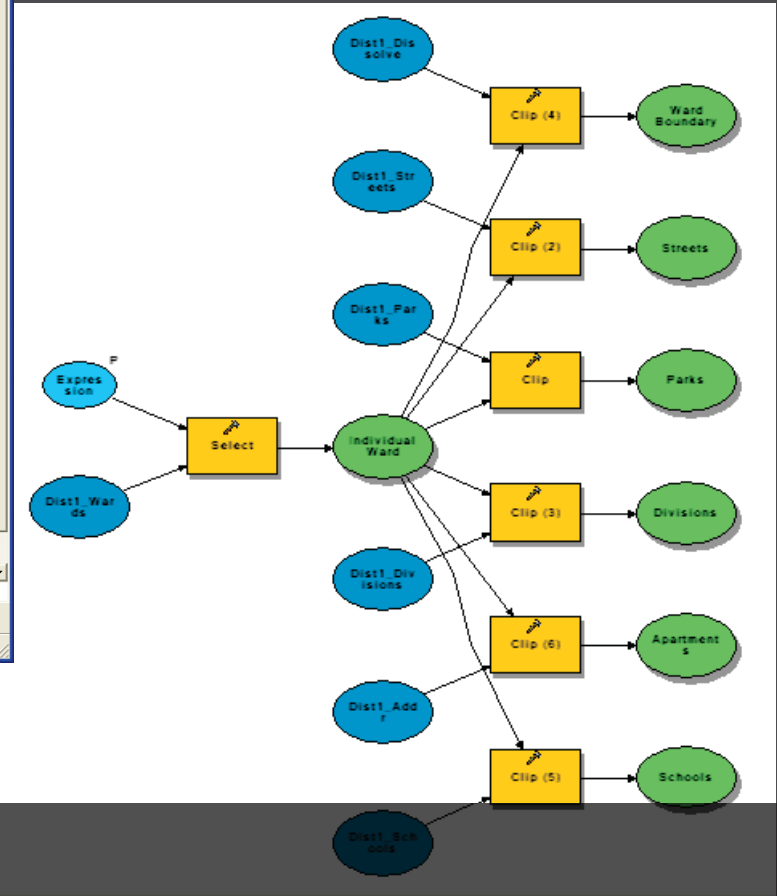 Dist1_Dis
solve
Clip (4)
Ward
Boundary
Dist1_Str
eets
Clip (2)
Streets
Dist1_Par
ks
Clip
Parks
P
Expres
sion
Select
Individual
Ward
Dist1_War
ds
Clip (3)
Divisions
Dist1_Div
isions
Clip (6)
Apartment
s
Dist1_Add
r
Clip (5)
Schools
Dist1_Sch
ools